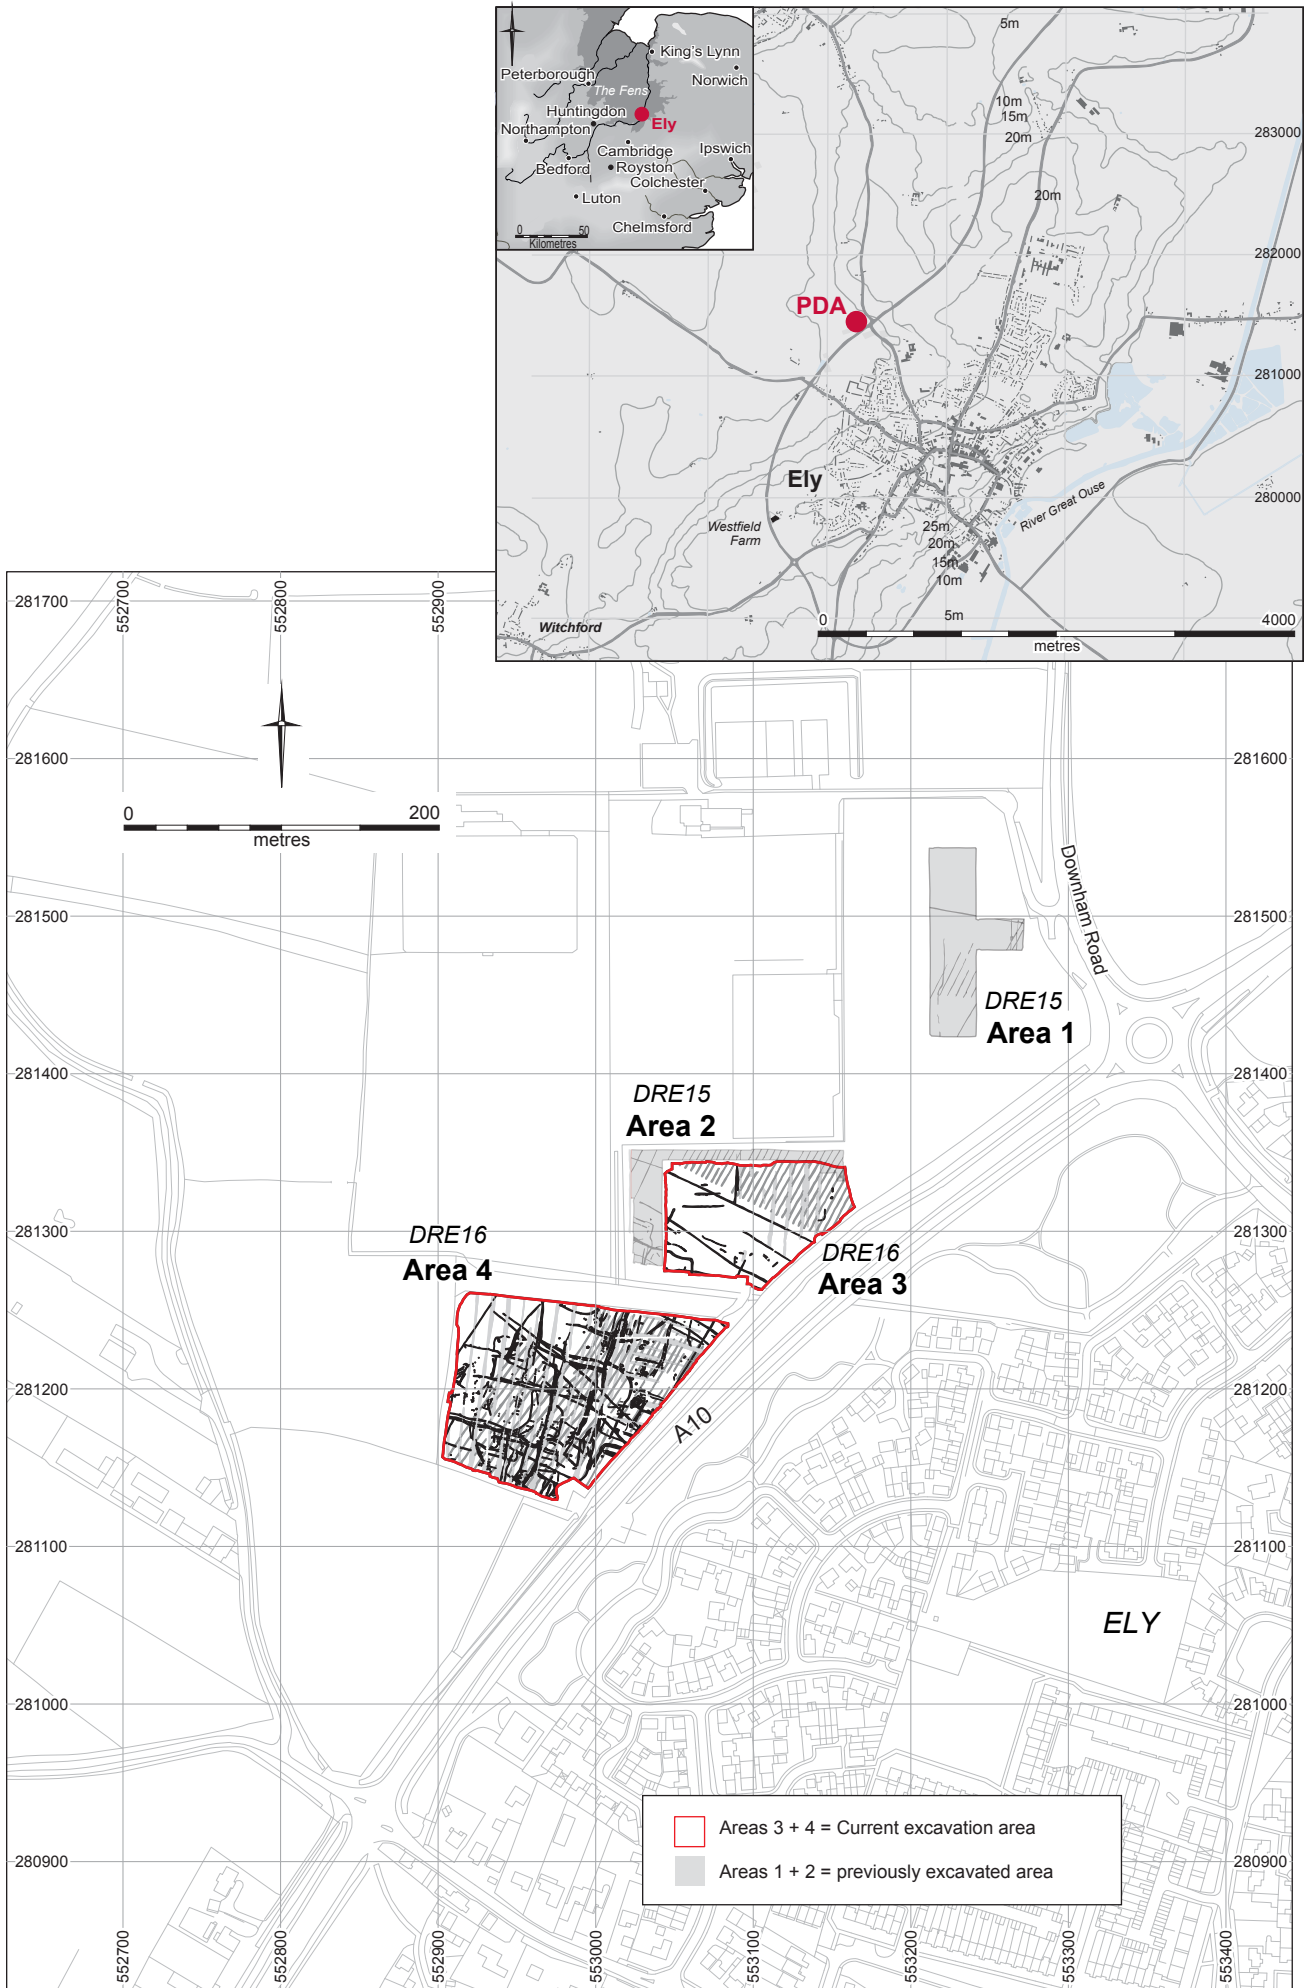 King's Lynn
Peterborough
Norwich
The Fens
Huntingdon
Ely
Northampton
Cambridge
Ipswich
Bedford
Royston
Colchester
Luton
Chelmsford
0 50
Kilometres
5m
10m
15m
20m
283000
20m
282000
PDA
281000
Ely
280000
Westfield
Farm
River Great Ouse
25m
20m
15m
10m
5m
Witchford
0 4000
metres
552700
552800
552900
281700
281600
281600
0 200
metres
Downham Road
281500
281500
DRE15
Area 1
281400
281400
DRE15
Area 2
281300
281300
DRE16
Area 4
DRE16
Area 3
281200
281200
A10
281100
281100
ELY
281000
281000
Areas 3 + 4 = Current excavation area
Areas 1 + 2 = previously excavated area
280900
280900
552700
552800
552900
553000
553100
553200
553300
553400